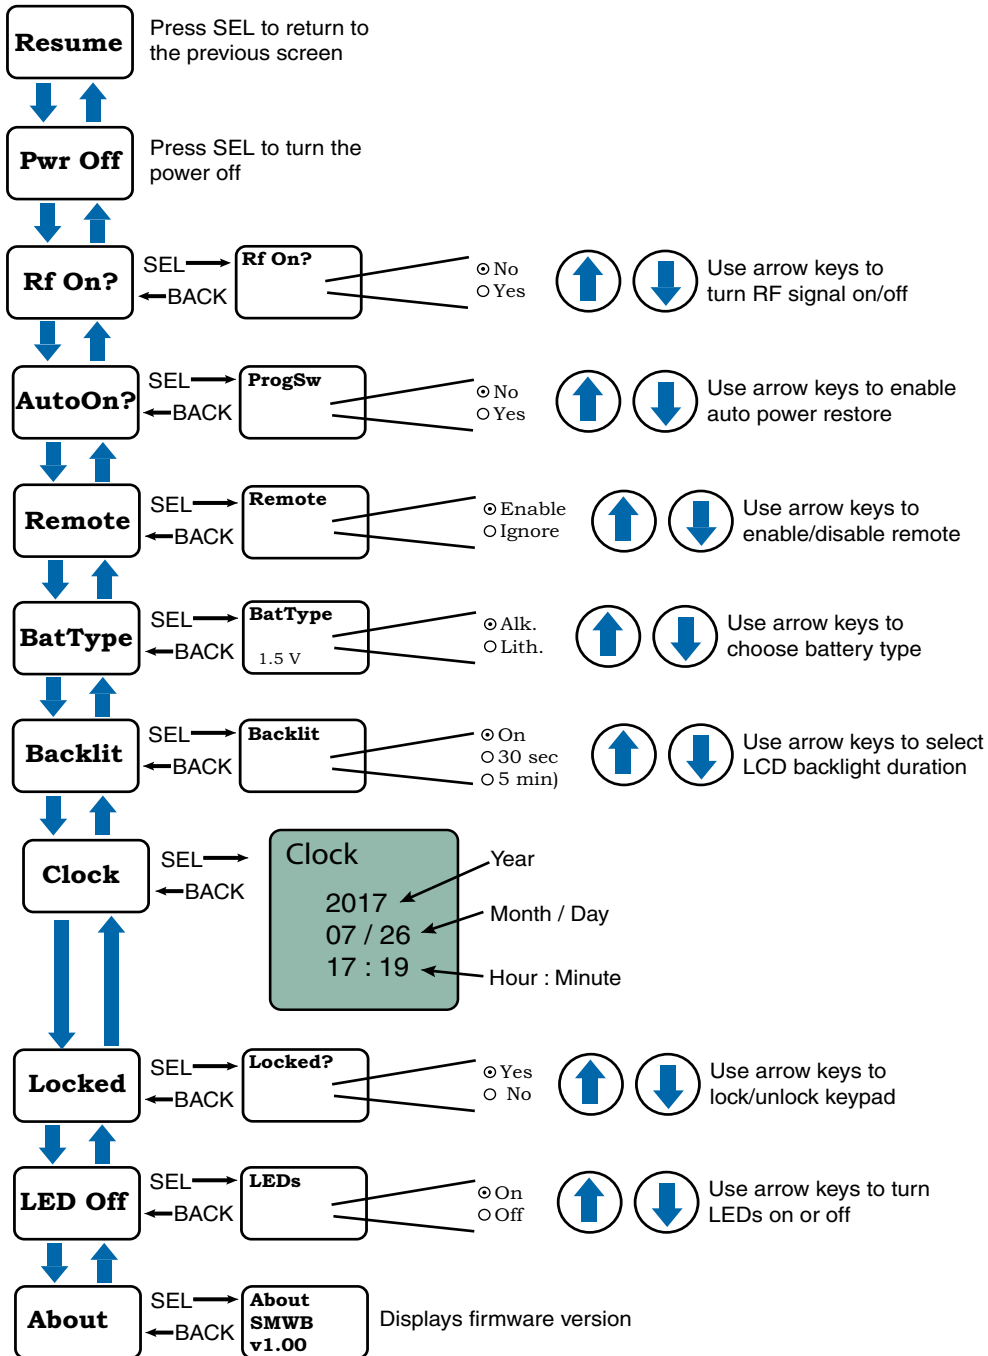 Resume
Press SEL to return to
the previous screen
Pwr Off
Press SEL to turn the
power off
Rf On?
SEL
BACK
Rf On?
No
Yes
Use arrow keys to
turn RF signal on/off
AutoOn?
SEL
BACK
ProgSw
No
Yes
Use arrow keys to enable
auto power restore
Remote
SEL
BACK
Remote
Enable
Ignore
Use arrow keys to
enable/disable remote
BatType
SEL
BACK
BatType
1.5 V
Alk.
Lith.
Use arrow keys to
choose battery type
Backlit
SEL
BACK
Backlit
On
30 sec
5 min)
Use arrow keys to select
LCD backlight duration
Clock
SEL
BACK
Clock
2017
07 / 26
17 : 19
Year
Month / Day
Hour : Minute
Locked
SEL
BACK
Locked?
Yes
No
Use arrow keys to
lock/unlock keypad
LED Off
SEL
BACK
LEDs
On
Off
Use arrow keys to turn
LEDs on or off
About
SEL
BACK
About
SMWB
v1.00
Displays firmware version